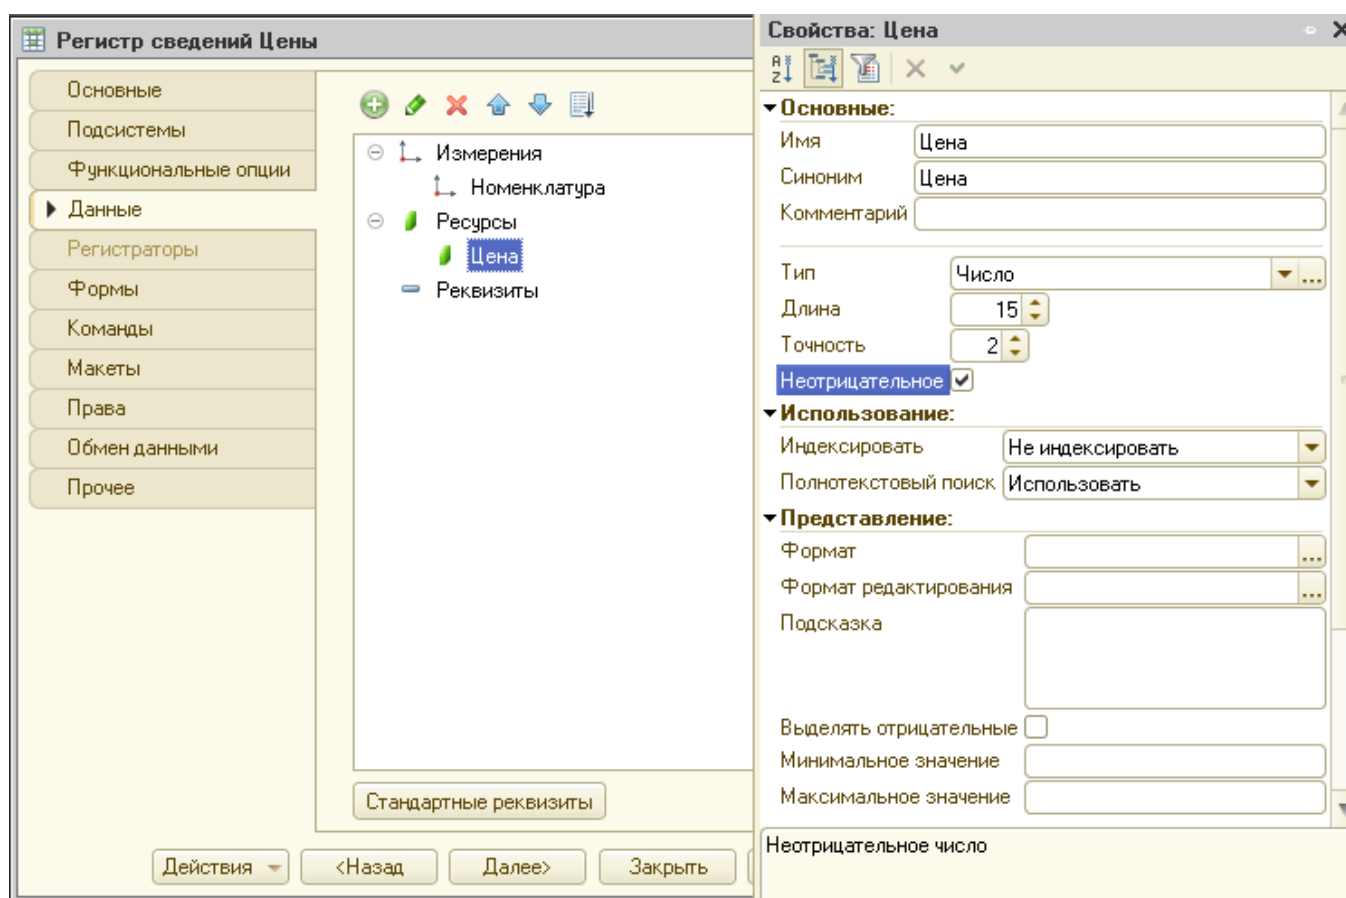 Регистр сведений Цены
Основные
Подсистемы
Функциональные опции
Данные
Регистраторы
Формы
Команды
Макеты
Права
Обмен данными
Прочее
Измерения
Номенклатура
Ресурсы
Цена
Реквизиты
Стандартные реквизиты
Действия
<Назад
Далее>
Закрыть
Свойства: Цена
Основные:
Имя Цена
Синоним Цена
Комментарий
Тип Число
Длина 15
Точность 2
Неотрицательное
Использование:
Индексировать Не индексировать
Полнотекстовый поиск Использовать
Представление:
Формат
Формат редактирования
Подсказка
Выделять отрицательные
Минимальное значение
Максимальное значение
Неотрицательное число